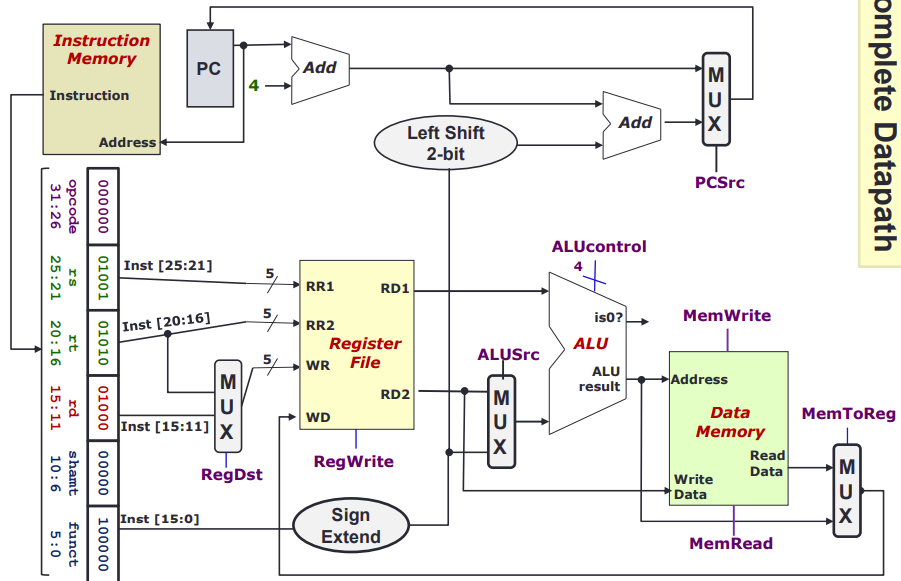 omplete Datapath
Instruction
Memory
Instruction
Address
PC
4
Add
Left Shift
2-bit
Add
M
U
X
PCSrc
opcode
31:26
000000
rs
25:21
01001
rt
20:16
01010
rd
15:11
01000
shamt
10:6
00000
funct
5:0
100000
Inst [25:21]
5
Inst [20:16]
5
5
M
U
X
Inst [15:11]
RegDst
Inst [15:0]
RR1
RD1
RR2
Register
File
WR
RD2
WD
RegWrite
Sign
Extend
ALUSrc
M
U
X
ALUcontrol
4
is0?
ALU
ALU
result
MemWrite
Address
Data
Memory
Read
Data
Write
Data
MemRead
MemToReg
M
U
X